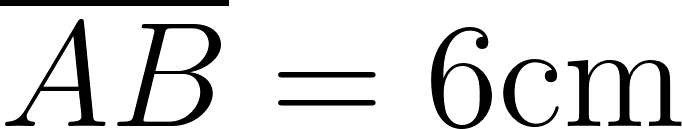 $\overline{AB} = 6\text{cm}$